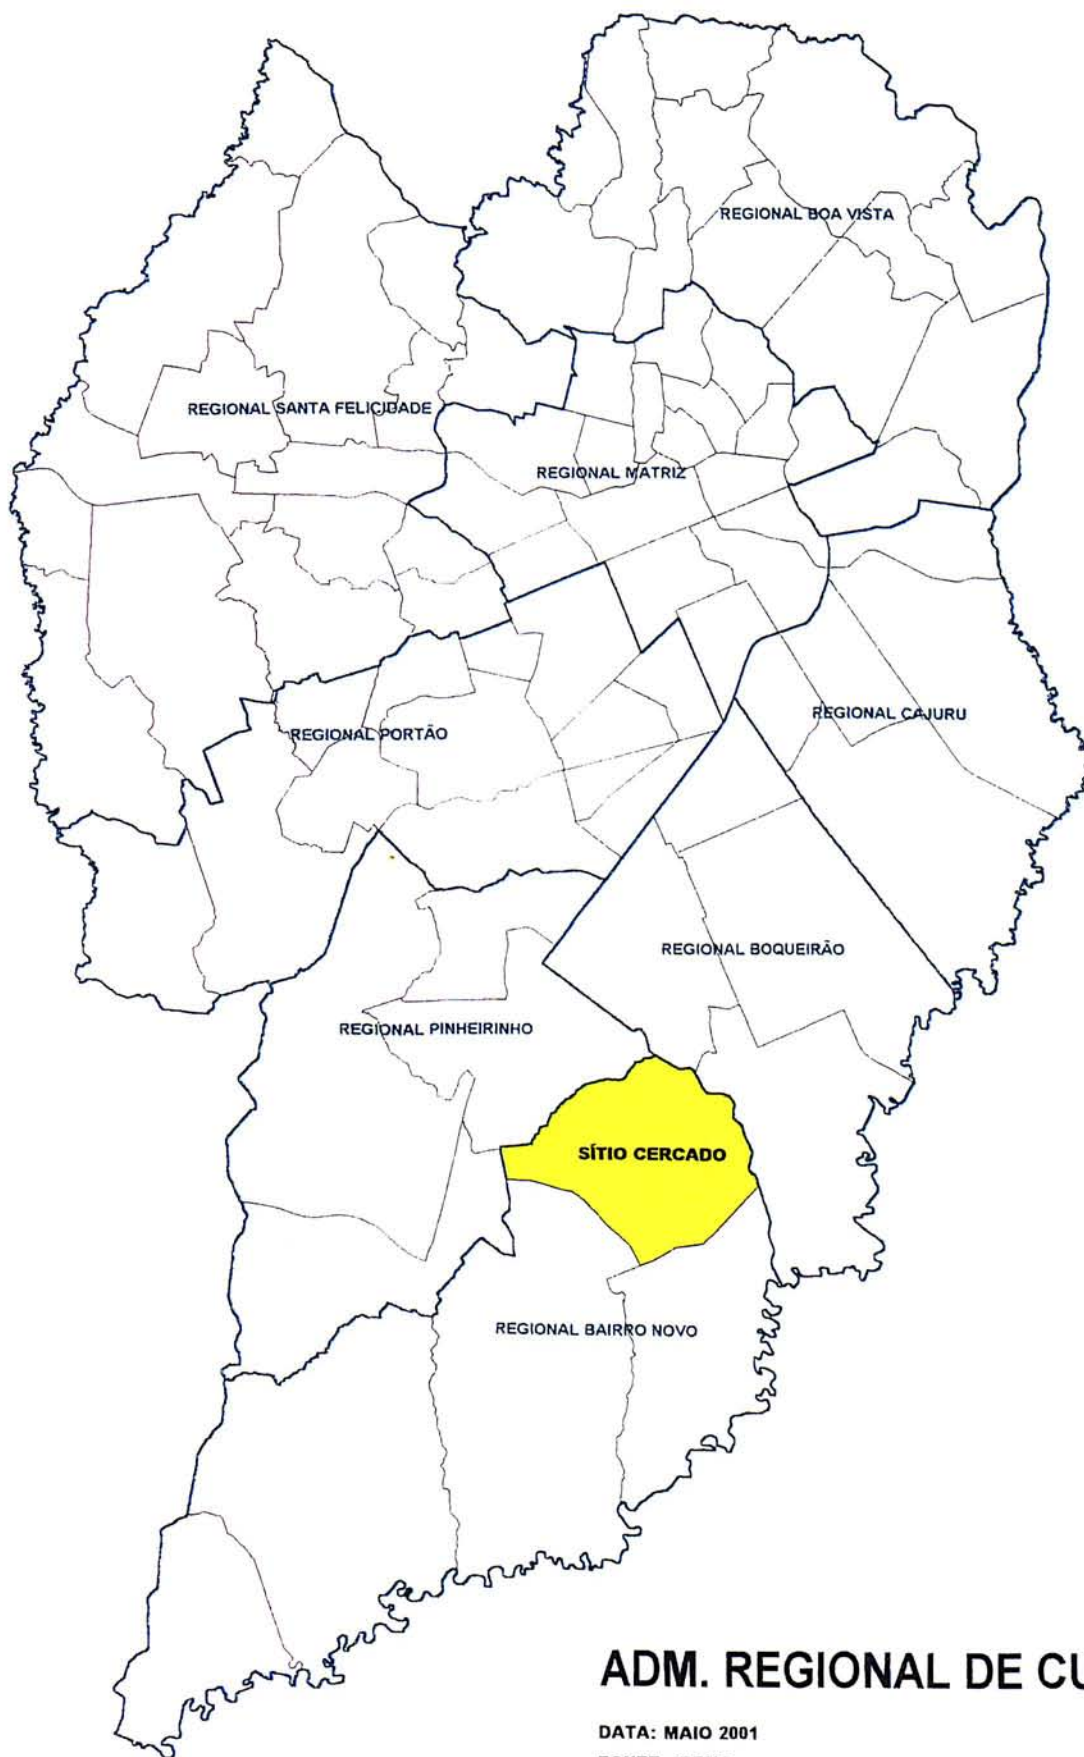 REGIONAL BOA VISTA
REGIONAL SANTA FELICIDADE
REGIONAL MATRIZ
REGIONAL CAJURU
REGIONAL PORTÃO
REGIONAL BOQUEIRÃO
REGIONAL PINHEIRINHO
SÍTIO CERCADO
REGIONAL BAIRRO NOVO
ADM. REGIONAL DE CU
DATA: MAIO 2001